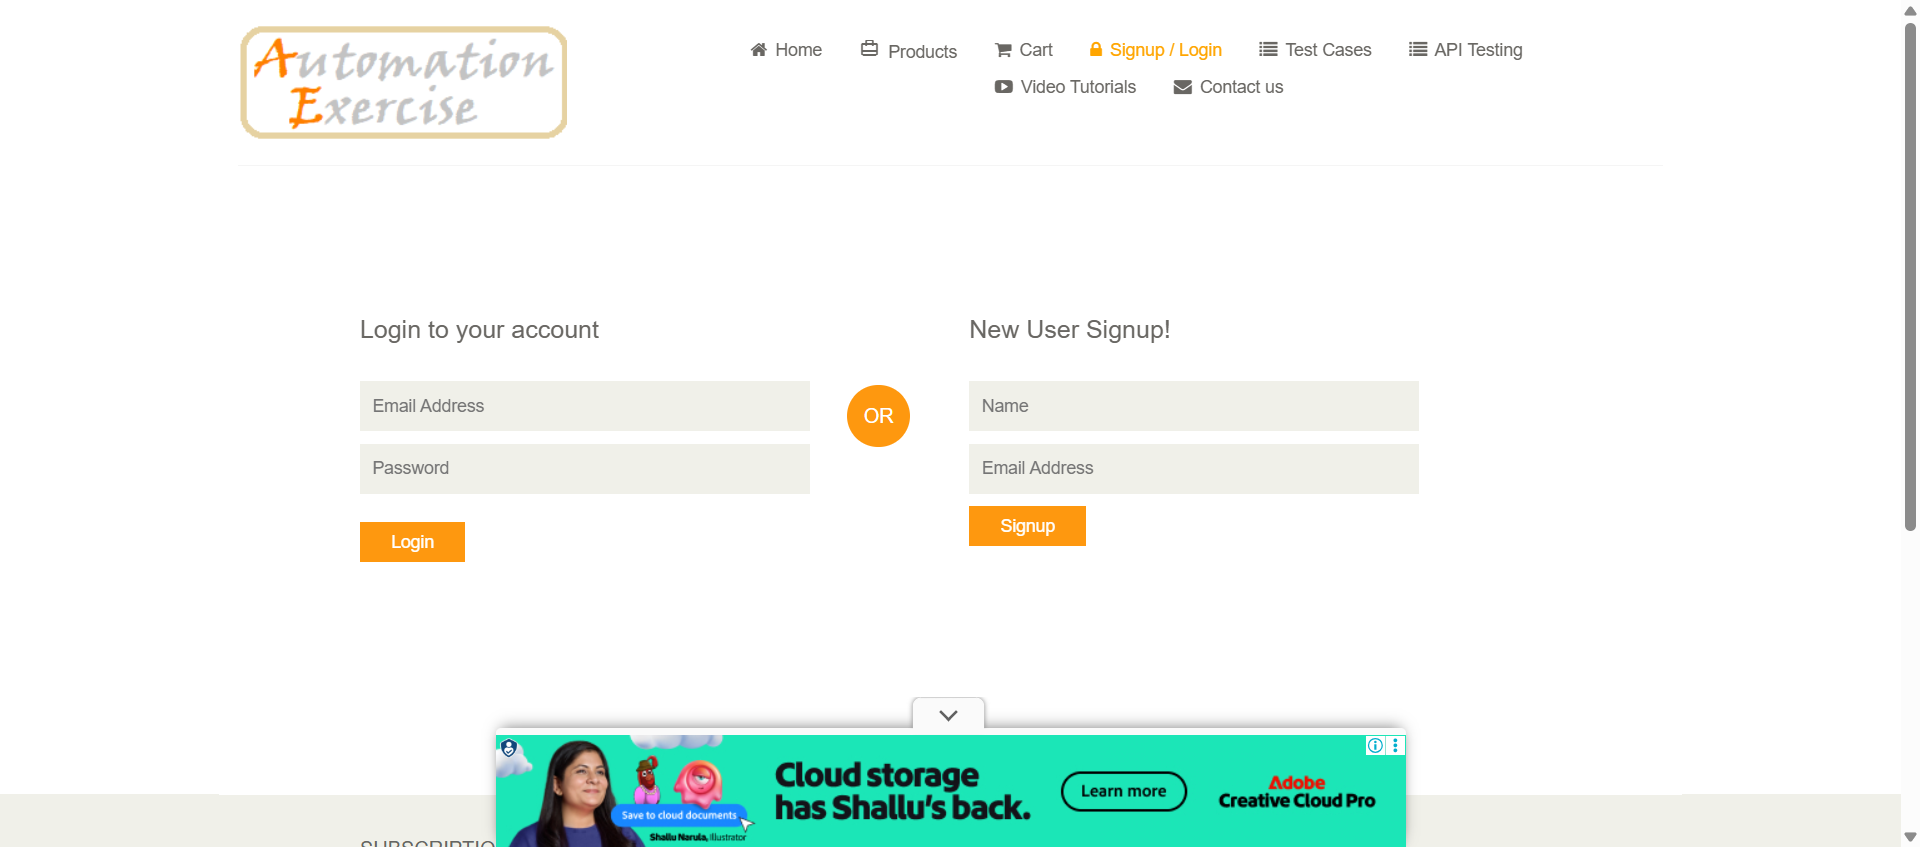 Automation
Exercise
Home
Products
Cart
Signup / Login
Test Cases
API Testing
Video Tutorials
Contact us
Login to your account
New User Signup!
Email Address
Password
Login
OR
Name
Email Address
Signup
Cloud storage
has Shallu's back.
Save to cloud documents
Shallu Narula, Illustrator
Learn more
Adobe
Creative Cloud Pro